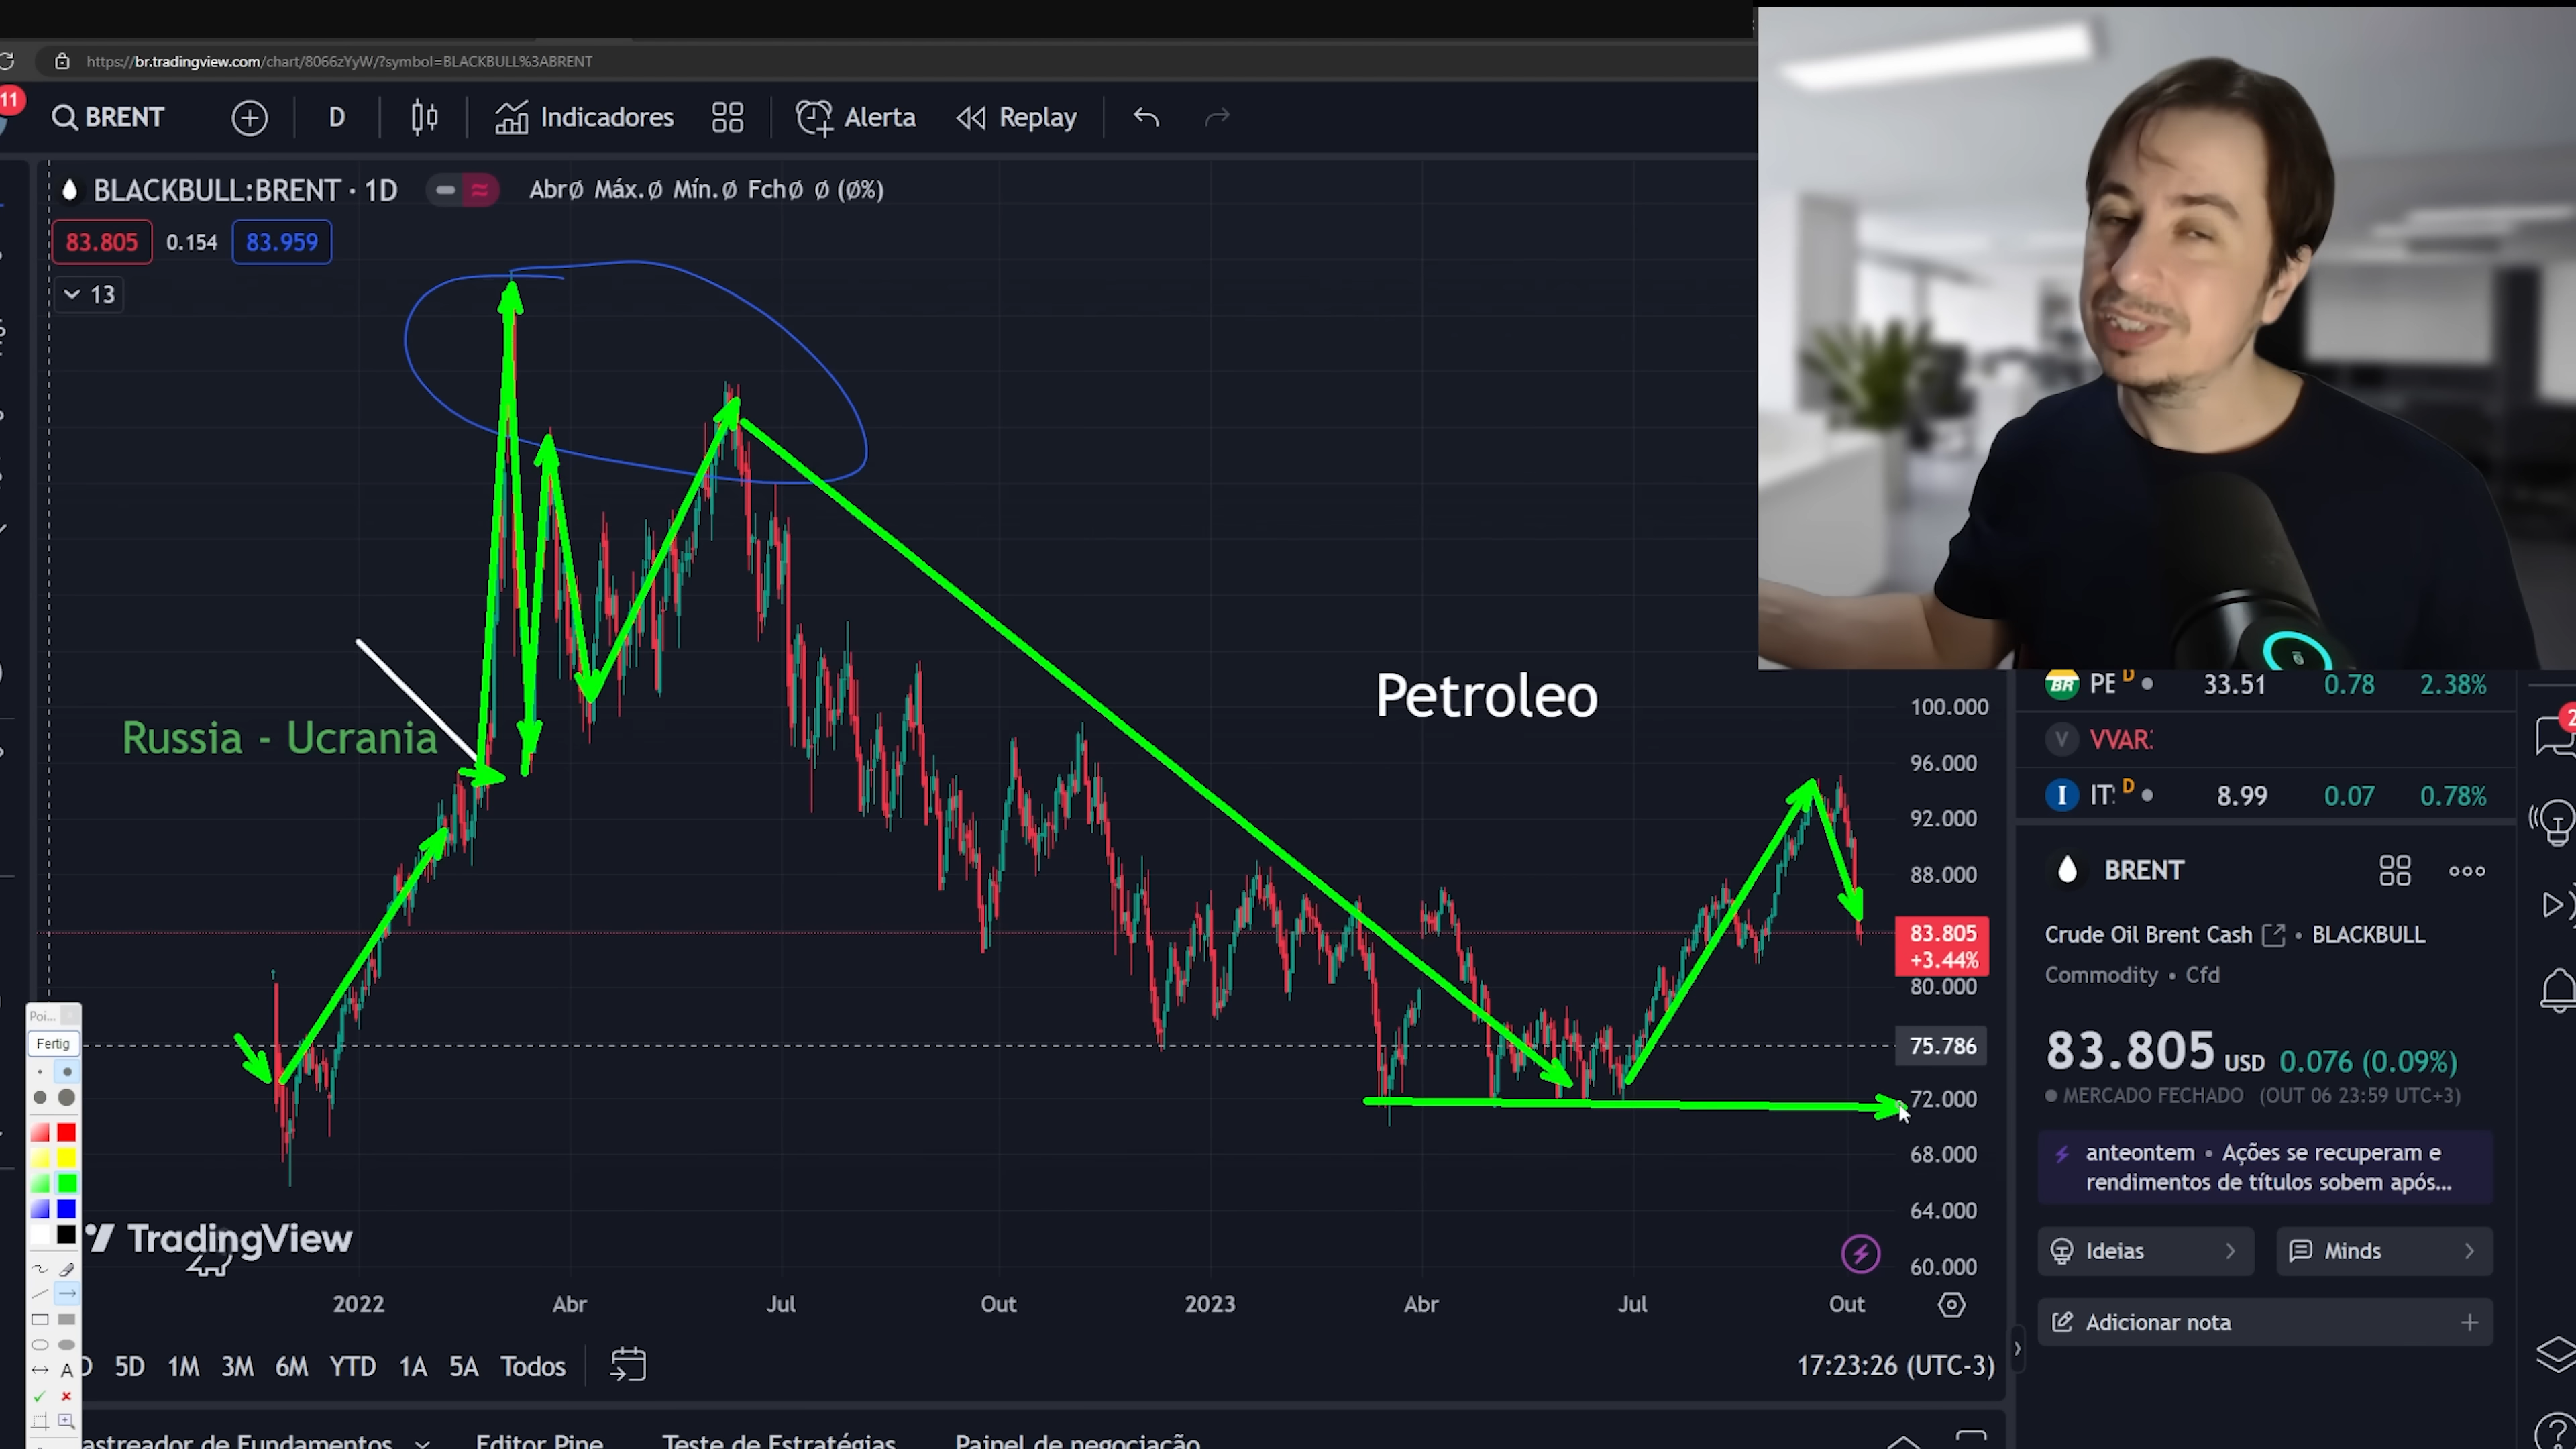 https://br.tradingview.com/chart/8066zYyW/?symbol=BLACKBULL%3ABRENT
11
BRENT
D
Indicadores
Alerta
Replay
BLACKBULL:BRENT · 1D
AbrØ Máx.Ø Mín.Ø FchØ Ø (Ø%)
83.805
0.154
83.959
13
Russia - Ucrania
Petroleo
100.000
96.000
92.000
88.000
83.805
+3.44%
80.000
75.786
72.000
68.000
64.000
60.000
Poi...
Fertig
A
TradingView
2022
Abr
Jul
Out
2023
Abr
Jul
Out
5D
1M
3M
6M
YTD
1A
5A
Todos
17:23:26 (UTC-3)
Editor Pine
Teste de Estratégias
Painel de negociação
BR PE D 33.51 0.78 2.38%
V VVAR:
I IT: D 8.99 0.07 0.78%
BRENT
Crude Oil Brent Cash • BLACKBULL
Commodity • Cfd
83.805 USD 0.076 (0.09%)
MERCADO FECHADO (OUT 06 23:59 UTC+3)
anteontem • Ações se recuperam e
rendimentos de títulos sobem após...
Ideias
Minds
Adicionar nota
2